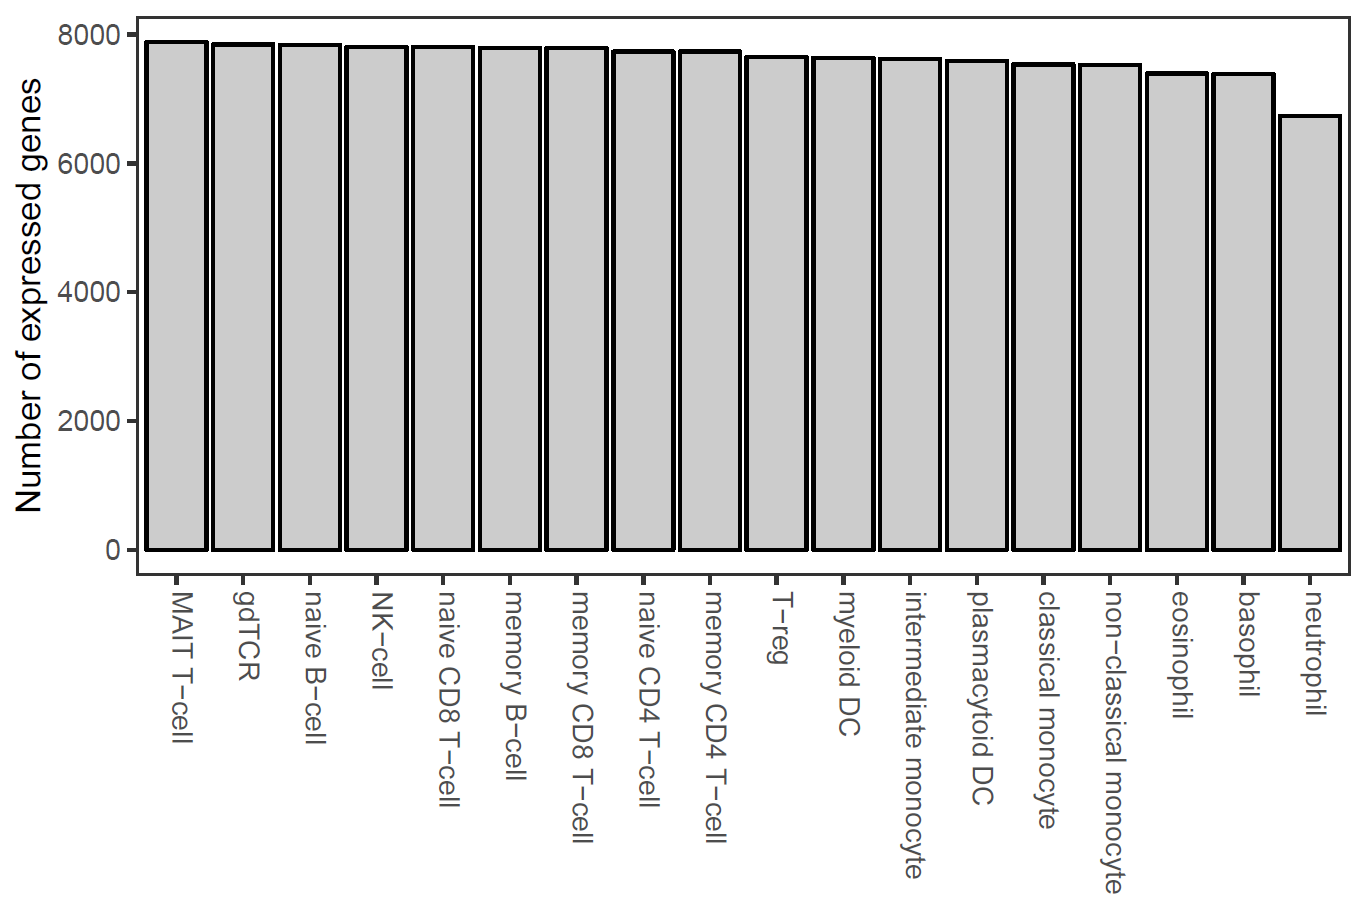 Number of expressed genes
8000
6000
4000
2000
0
MAIT T−cell
gdTCR
naive B−cell
NK−cell
naive CD8 T−cell
memory B−cell
memory CD8 T−cell
naive CD4 T−cell
memory CD4 T−cell
T−reg
myeloid DC
intermediate monocyte
plasmacytoid DC
classical monocyte
non−classical monocyte
eosinophil
basophil
neutrophil